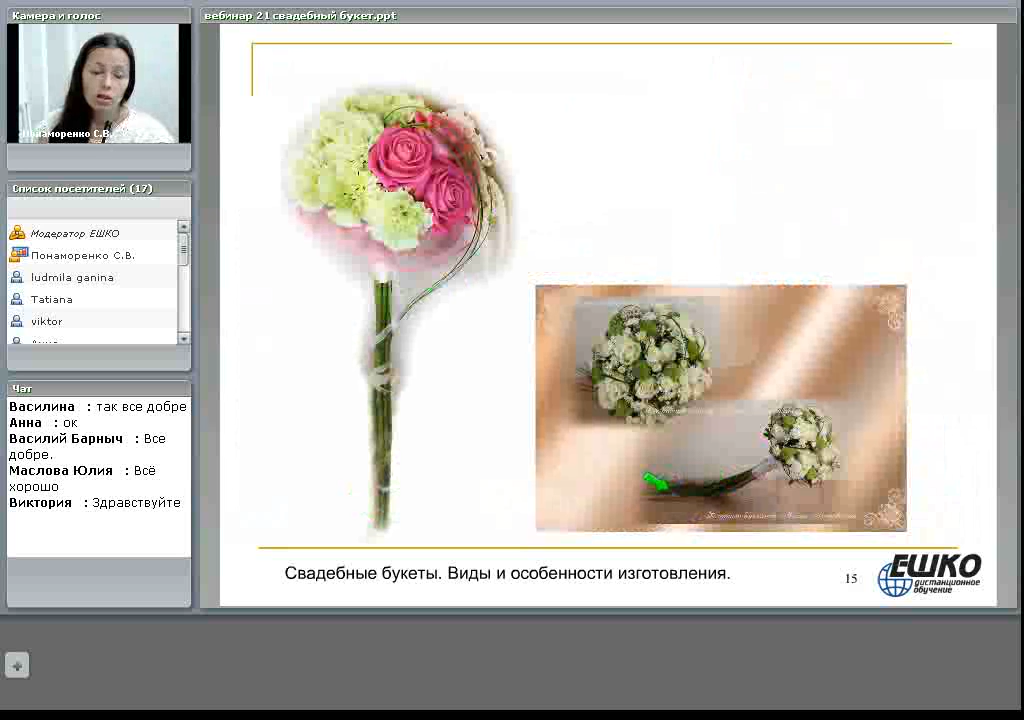 Камера и голос
Понаморенко С.В.
Список посетителей (17)
Модератор ЕШКО
Понаморенко С.В.
ludmila ganina
Tatiana
viktor
Чат
Василина : так все добре
Анна : ок
Василий Барныч : Все
добре.
Маслова Юлия : Всё
хорошо
Виктория : Здравствуйте
вебинар 21 свадебный букет.ppt
Свадебные букеты. Виды и особенности изготовления.
15
ЕШКО
дистанционное
обучение